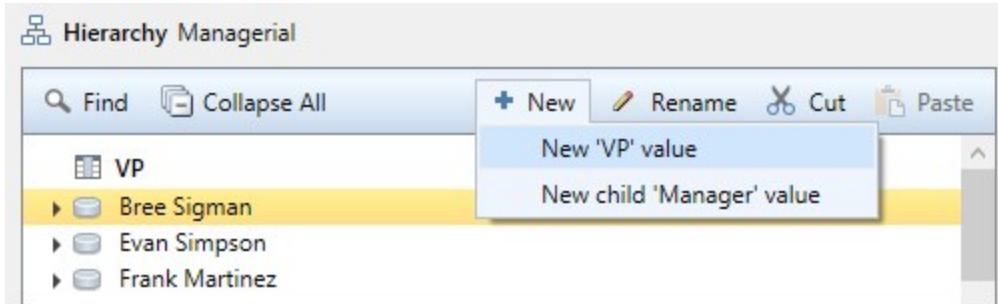 Hierarchy Managerial
Find Collapse All New Rename Cut Paste
New 'VP' value
New child 'Manager' value
VP
Bree Sigman
Evan Simpson
Frank Martinez